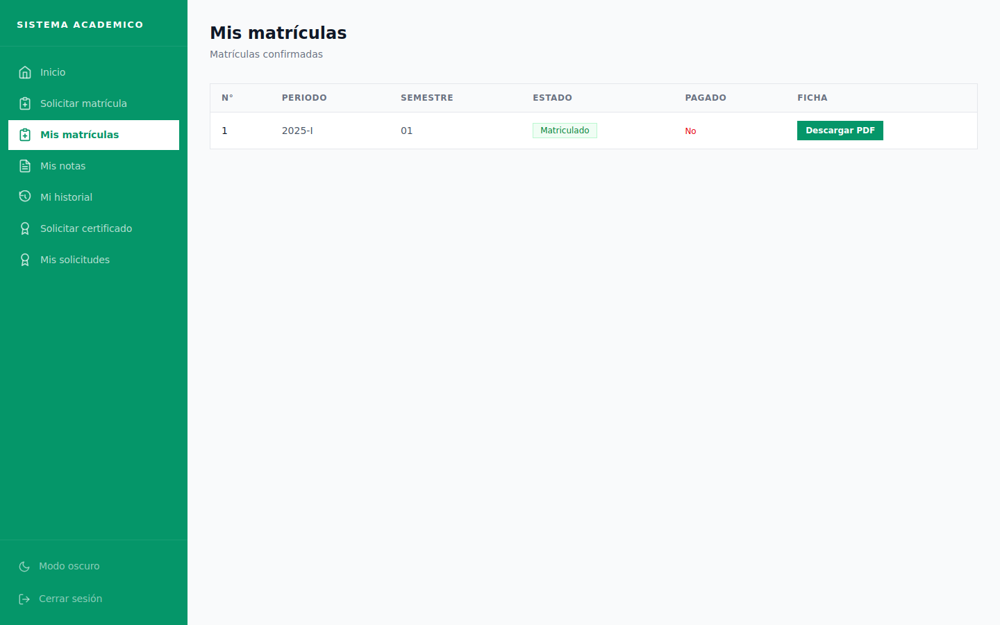 SISTEMA ACADEMICO
Inicio
Solicitar matrícula
Mis matrículas
Mis notas
Mi historial
Solicitar certificado
Mis solicitudes
Modo oscuro
Cerrar sesión
Mis matrículas
Matrículas confirmadas
N° PERIODO SEMESTRE ESTADO PAGADO FICHA
1 2025-I 01 Matriculado No Descargar PDF